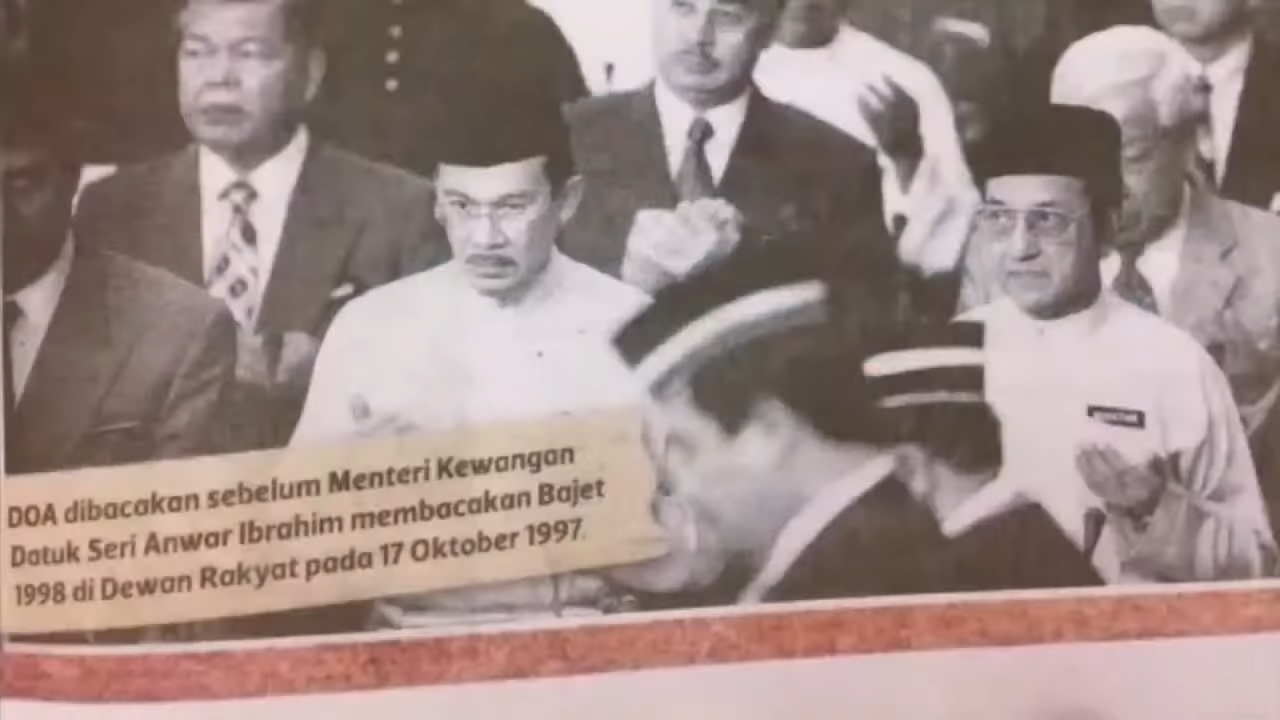 DOA dibacakan sebelum Menteri Kewangan
Datuk Seri Anwar Ibrahim membacakan Bajet
1998 di Dewan Rakyat pada 17 Oktober 1997.